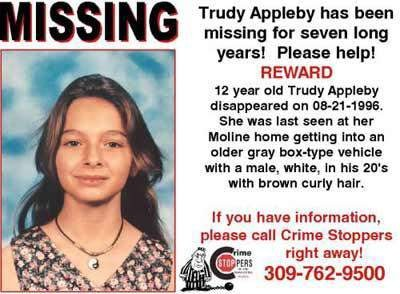 MISSING
Trudy Appleby has been
missing for seven long
years! Please help!
REWARD
12 year old Trudy Appleby
disappeared on 08-21-1996.
She was last seen at her
Moline home getting into an
older gray box-type vehicle
with a male, white, in his 20's
with brown curly hair.
If you have information,
please call Crime Stoppers
right away!
Crime
STOPPERS
309-762-9500